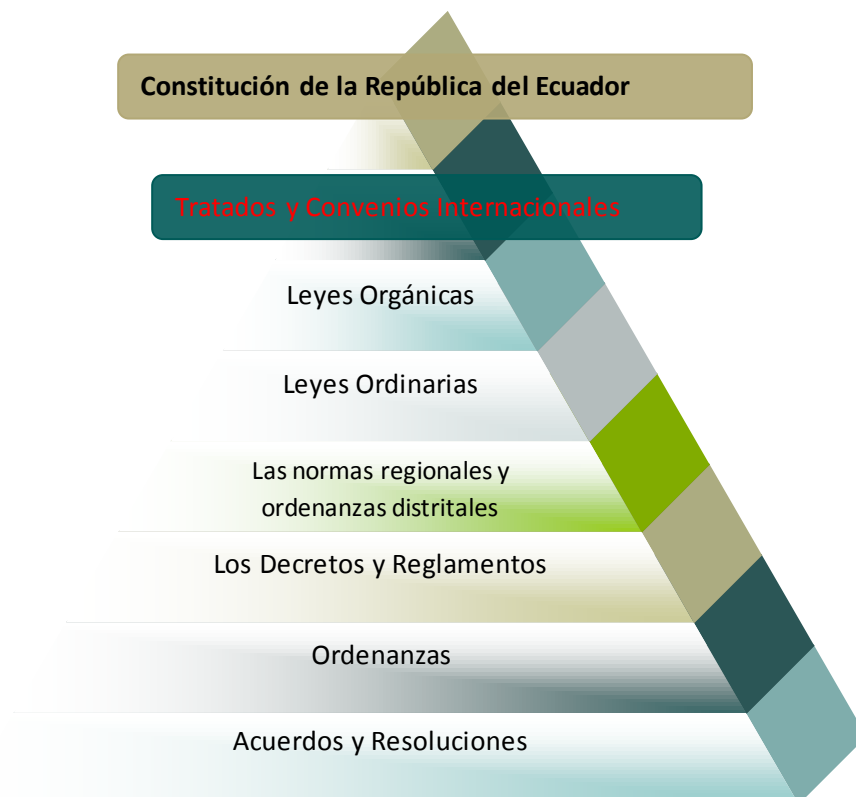 Constitución de la República del Ecuador
Tratados y Convenios Internacionales
Leyes Orgánicas
Leyes Ordinarias
Las normas regionales y
ordenanzas distritales
Los Decretos y Reglamentos
Ordenanzas
Acuerdos y Resoluciones